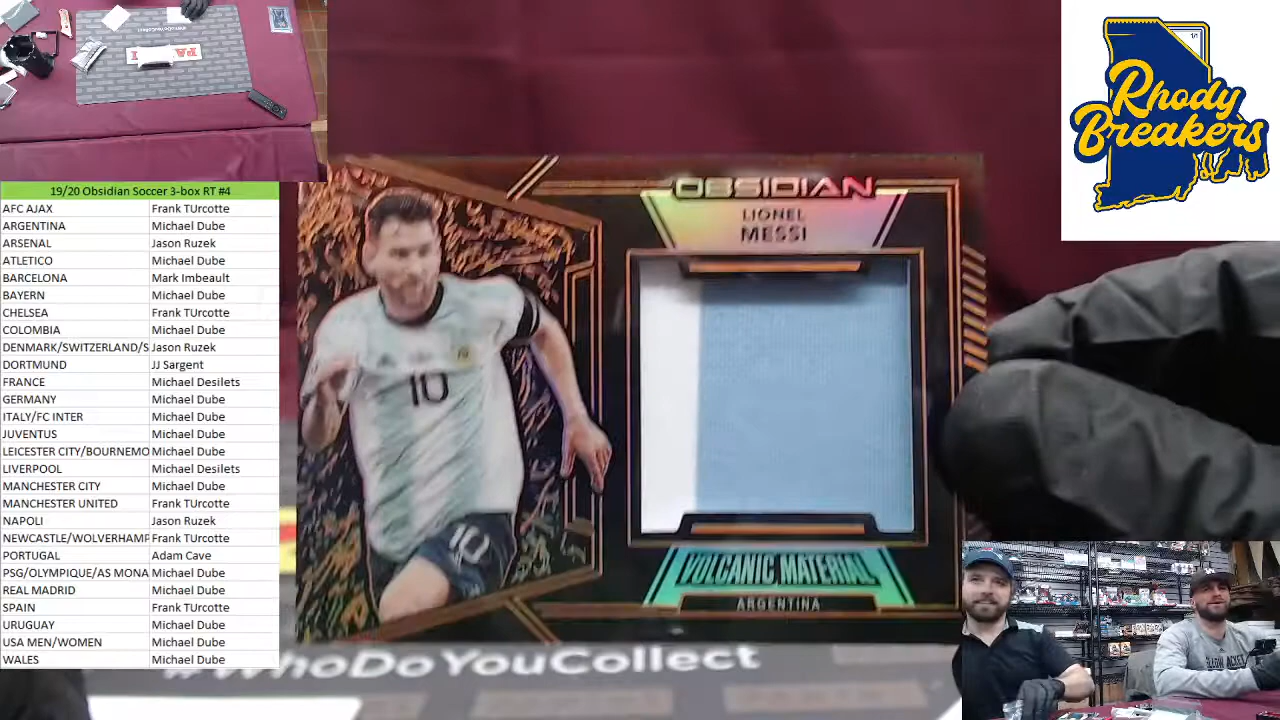 19/20 Obsidian Soccer 3-box RT #4
AFC AJAX Frank TUrcotte
ARGENTINA Michael Dube
ARSENAL Jason Ruzek
ATLETICO Michael Dube
BARCELONA Mark Imbeault
BAYERN Michael Dube
CHELSEA Frank TUrcotte
COLOMBIA Michael Dube
DENMARK/SWITZERLAND/S Jason Ruzek
DORTMUND JJ Sargent
FRANCE Michael Desilets
GERMANY Michael Dube
ITALY/FC INTER Michael Dube
JUVENTUS Michael Dube
LEICESTER CITY/BOURNEMO Michael Dube
LIVERPOOL Michael Desilets
MANCHESTER CITY Michael Dube
MANCHESTER UNITED Frank TUrcotte
NAPOLI Jason Ruzek
NEWCASTLE/WOLVERHAMP Frank TUrcotte
PORTUGAL Adam Cave
PSG/OLYMPIQUE/AS MONA Michael Dube
REAL MADRID Michael Dube
SPAIN Frank TUrcotte
URUGUAY Michael Dube
USA MEN/WOMEN Michael Dube
WALES Michael Dube
OBSIDIAN
LIONEL
MESSI
10
10
VOLCANIC MATERIAL
ARGENTINA
#WhoDoYouCollect
1/1
Rhody
Breakers